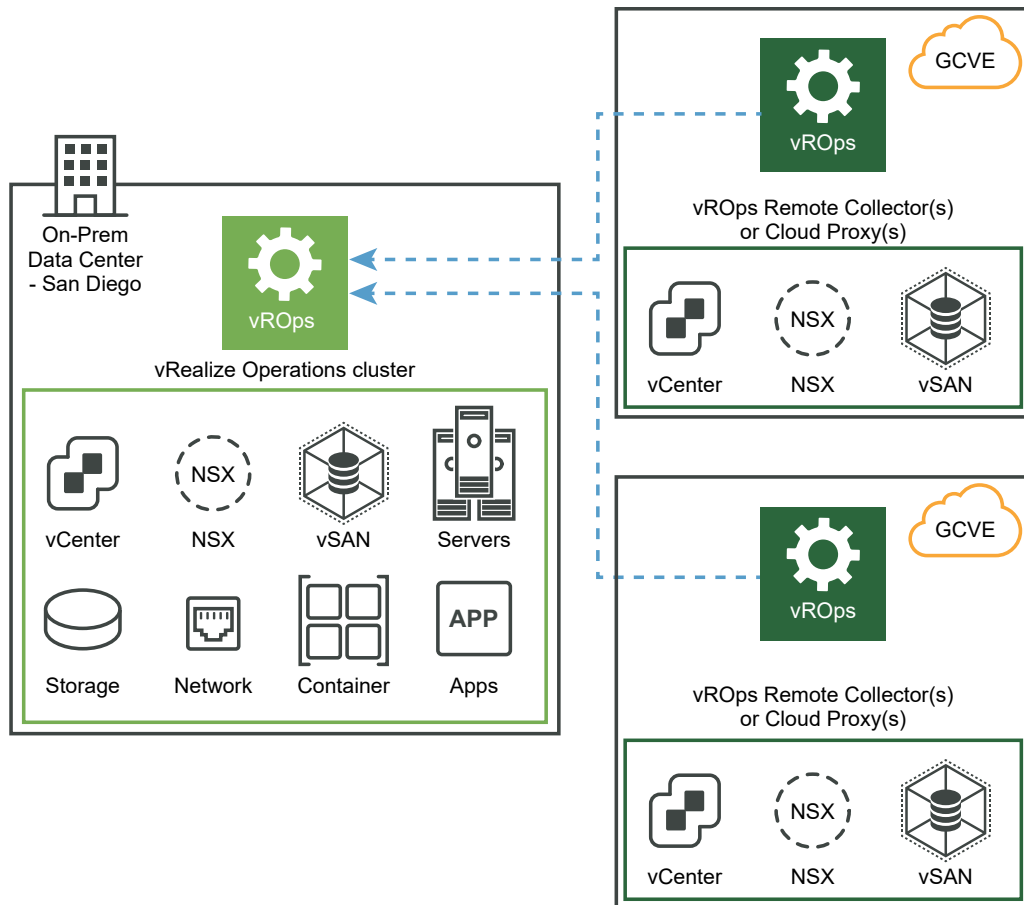 On-Prem
Data Center
- San Diego
vROps
vRealize Operations cluster
vCenter
NSX
NSX
vSAN
Servers
Storage
Network
Container
APP
Apps
GCVE
vROps
vROps Remote Collector(s)
or Cloud Proxy(s)
vCenter
NSX
NSX
vSAN
GCVE
vROps
vROps Remote Collector(s)
or Cloud Proxy(s)
vCenter
NSX
NSX
vSAN